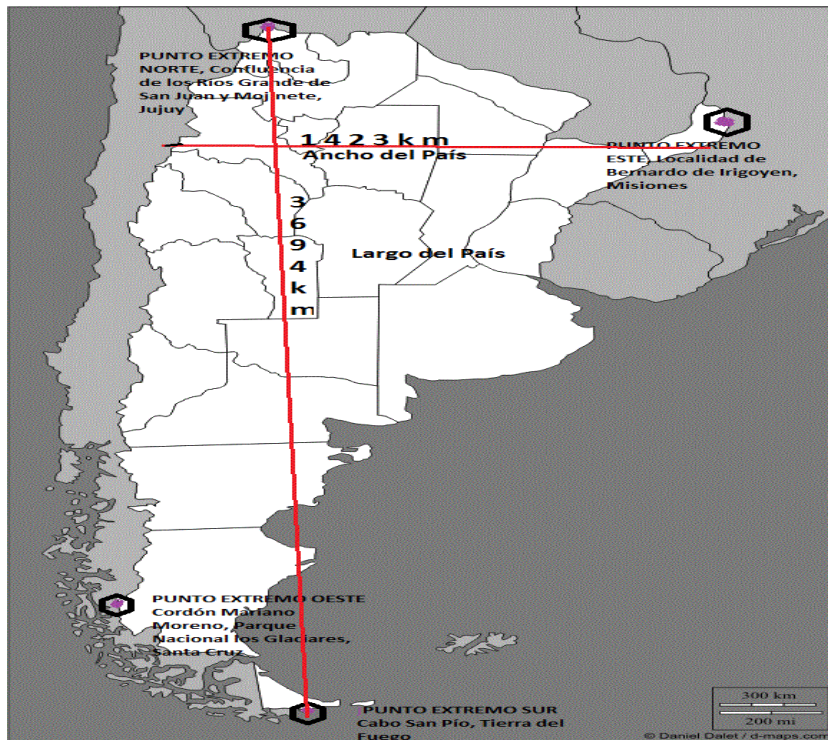 PUNTO EXTREMO
NORTE, Confluencia
de los Ríos Grande de
San Juan y Mojinete,
Jujuy
1 4 2 3 k m
Ancho del País
PUNTO EXTREMO
ESTE, Localidad de
Bernardo de Irigoyen,
Misiones
3
6
9
4
k
m
Largo del País
PUNTO EXTREMO OESTE
Cordón Mariano
Moreno, Parque
Nacional los Glaciares,
Santa Cruz
PUNTO EXTREMO SUR
Cabo San Pío, Tierra del
Fuego
300 km
200 mi
© Daniel Dalet / d-maps.com